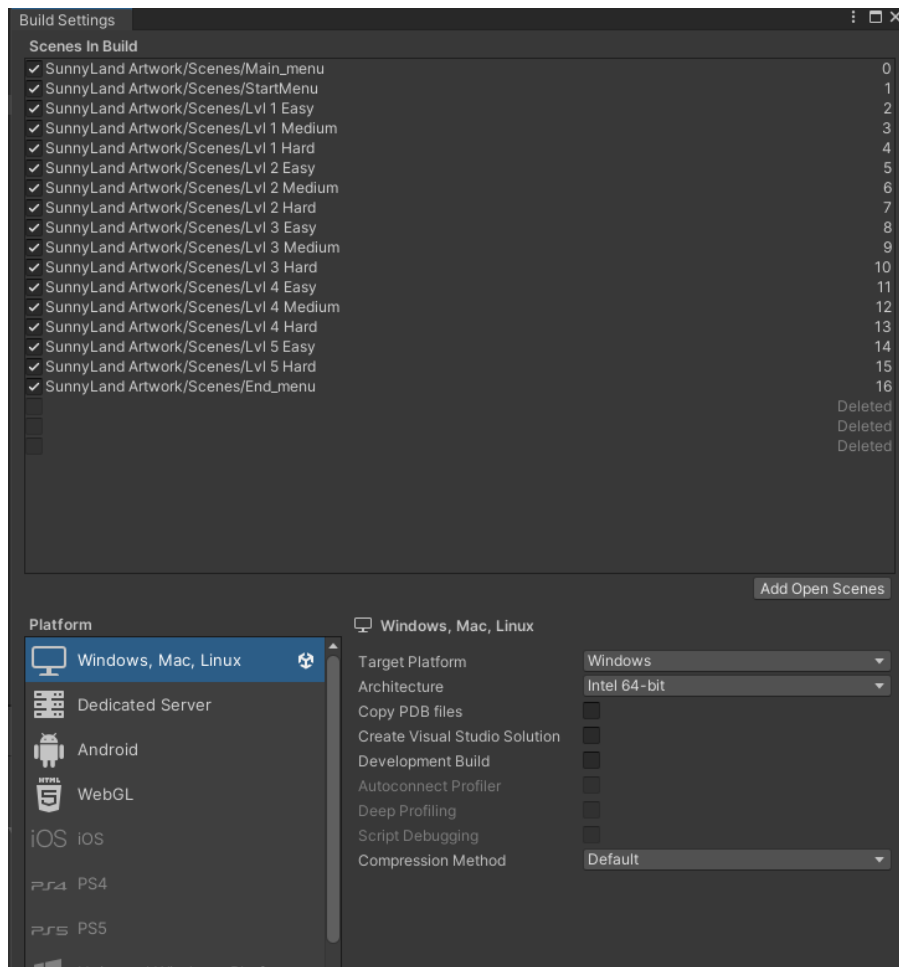 Build Settings
Scenes In Build
SunnyLand Artwork/Scenes/Main_menu 0
SunnyLand Artwork/Scenes/StartMenu 1
SunnyLand Artwork/Scenes/Lvl 1 Easy 2
SunnyLand Artwork/Scenes/Lvl 1 Medium 3
SunnyLand Artwork/Scenes/Lvl 1 Hard 4
SunnyLand Artwork/Scenes/Lvl 2 Easy 5
SunnyLand Artwork/Scenes/Lvl 2 Medium 6
SunnyLand Artwork/Scenes/Lvl 2 Hard 7
SunnyLand Artwork/Scenes/Lvl 3 Easy 8
SunnyLand Artwork/Scenes/Lvl 3 Medium 9
SunnyLand Artwork/Scenes/Lvl 3 Hard 10
SunnyLand Artwork/Scenes/Lvl 4 Easy 11
SunnyLand Artwork/Scenes/Lvl 4 Medium 12
SunnyLand Artwork/Scenes/Lvl 4 Hard 13
SunnyLand Artwork/Scenes/Lvl 5 Easy 14
SunnyLand Artwork/Scenes/Lvl 5 Hard 15
SunnyLand Artwork/Scenes/End_menu 16
Deleted
Deleted
Deleted
Add Open Scenes
Platform
Windows, Mac, Linux
Dedicated Server
Android
HTML 5 WebGL
iOS iOS
PS4 PS4
PS5 PS5
Windows, Mac, Linux
Target Platform Windows
Architecture Intel 64-bit
Copy PDB files
Create Visual Studio Solution
Development Build
Autoconnect Profiler
Deep Profiling
Script Debugging
Compression Method Default